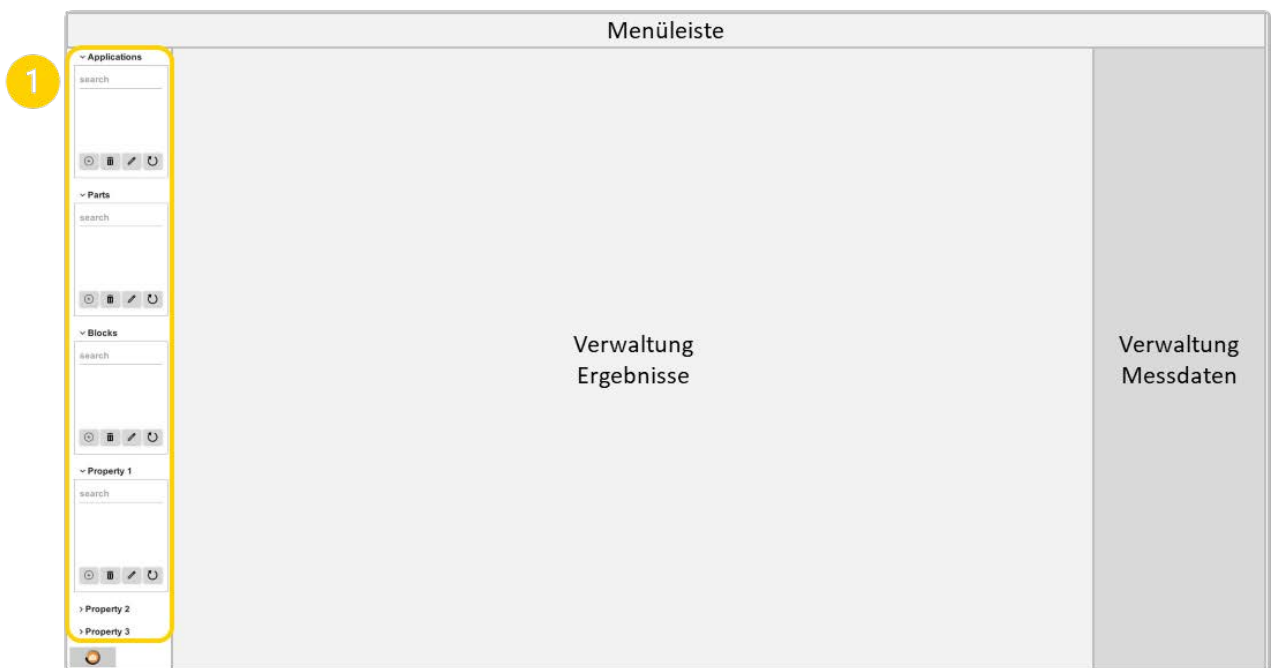 Menüleiste
1
Applications
search
Parts
search
Blocks
search
Property 1
search
Property 2
Property 3
Verwaltung
Ergebnisse
Verwaltung
Messdaten